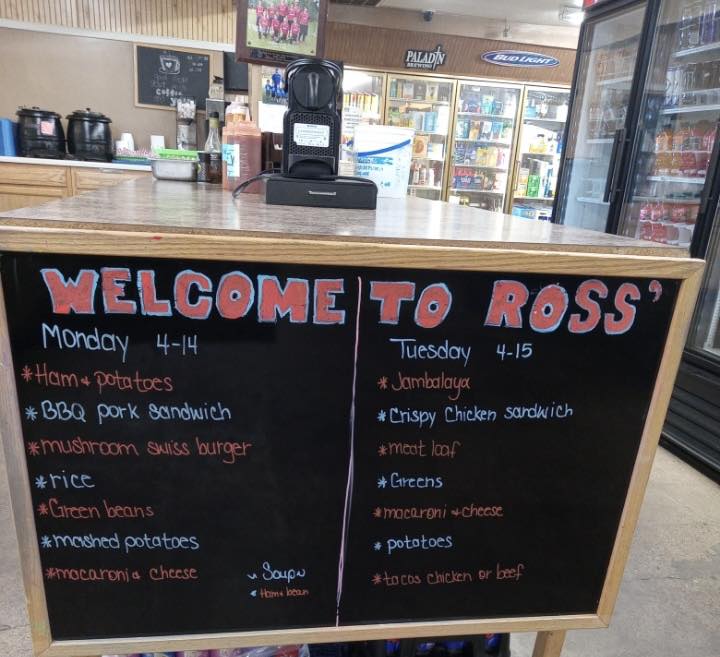 PALADIN
BREWING
BUD LIGHT
WELCOME TO ROSS'
Monday 4-14
*Ham & potatoes
*BBQ pork sandwich
*mushroom swiss burger
*rice
*Green beans
*mashed potatoes
*macaroni & cheese
Soup
Ham & bean
Tuesday 4-15
*Jambalaya
*Crispy Chicken sandwich
*meat loaf
*Greens
*macaroni & cheese
*potatoes
*tacos chicken or beef